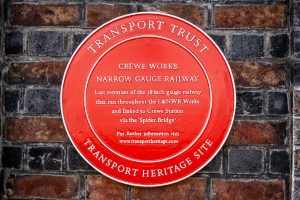 TRANSPORT TRUST
CREWE WORKS
NARROW GAUGE RAILWAY
Last remnant of the 18 inch gauge railway
that ran throughout the L&NWR Works
and linked to Crewe Station
via the 'Spider Bridge'
For further information visit
www.transportheritage.com
TRANSPORT HERITAGE SITE